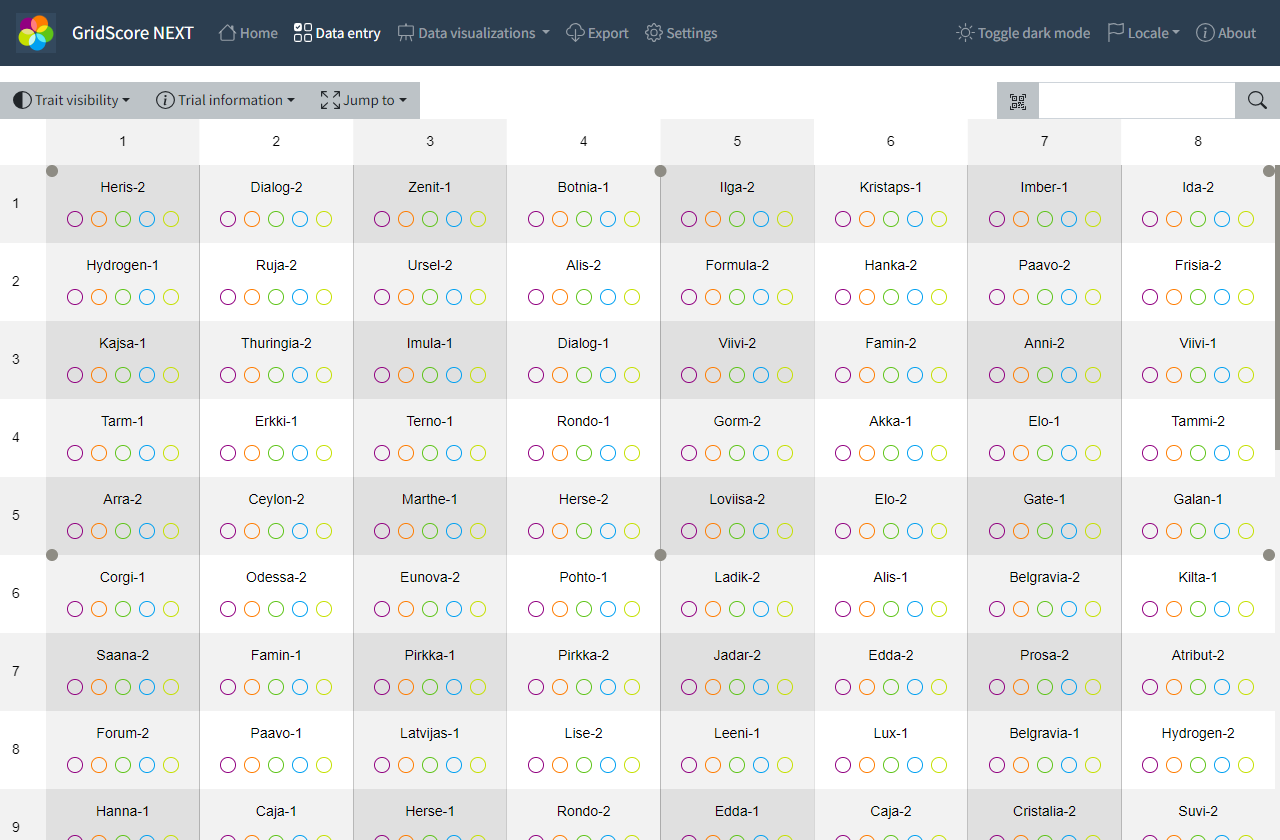 GridScore NEXT Home Data entry Data visualizations Export Settings Toggle dark mode Locale About
Trait visibility Trial information Jump to
1 2 3 4 5 6 7 8
1 Heris-2 Dialog-2 Zenit-1 Botnia-1 Ilga-2 Kristaps-1 Imber-1 Ida-2
2 Hydrogen-1 Ruja-2 Ursel-2 Alis-2 Formula-2 Hanka-2 Paavo-2 Frisia-2
3 Kajsa-1 Thuringia-2 Imula-1 Dialog-1 Viivi-2 Famin-2 Anni-2 Viivi-1
4 Tarm-1 Erkki-1 Terno-1 Rondo-1 Gorm-2 Akka-1 Elo-1 Tammi-2
5 Arra-2 Ceylon-2 Marthe-1 Herse-2 Loviisa-2 Elo-2 Gate-1 Galan-1
6 Corgi-1 Odessa-2 Eunova-2 Pohto-1 Ladik-2 Alis-1 Belgravia-2 Kilta-1
7 Saana-2 Famin-1 Pirkka-1 Pirkka-2 Jadar-2 Edda-2 Prosa-2 Atribut-2
8 Forum-2 Paavo-1 Latvijas-1 Lise-2 Leeni-1 Lux-1 Belgravia-1 Hydrogen-2
9 Hanna-1 Caja-1 Herse-1 Rondo-2 Edda-1 Caja-2 Cristalia-2 Suvi-2